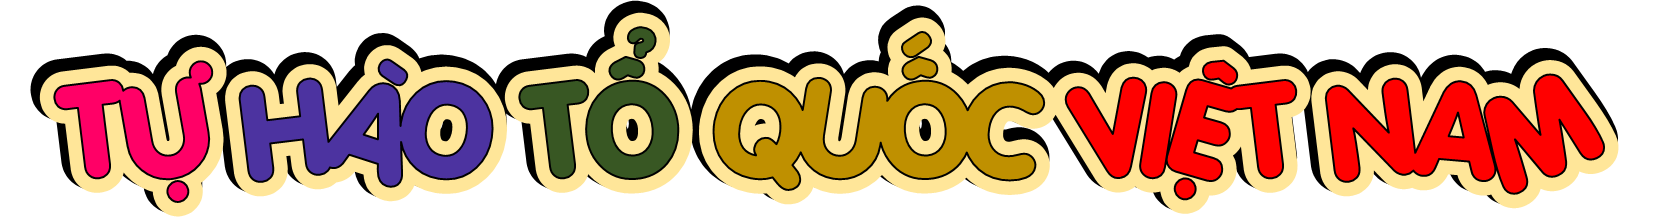 TỰ HÀO TỔ QUỐC VIỆT NAM